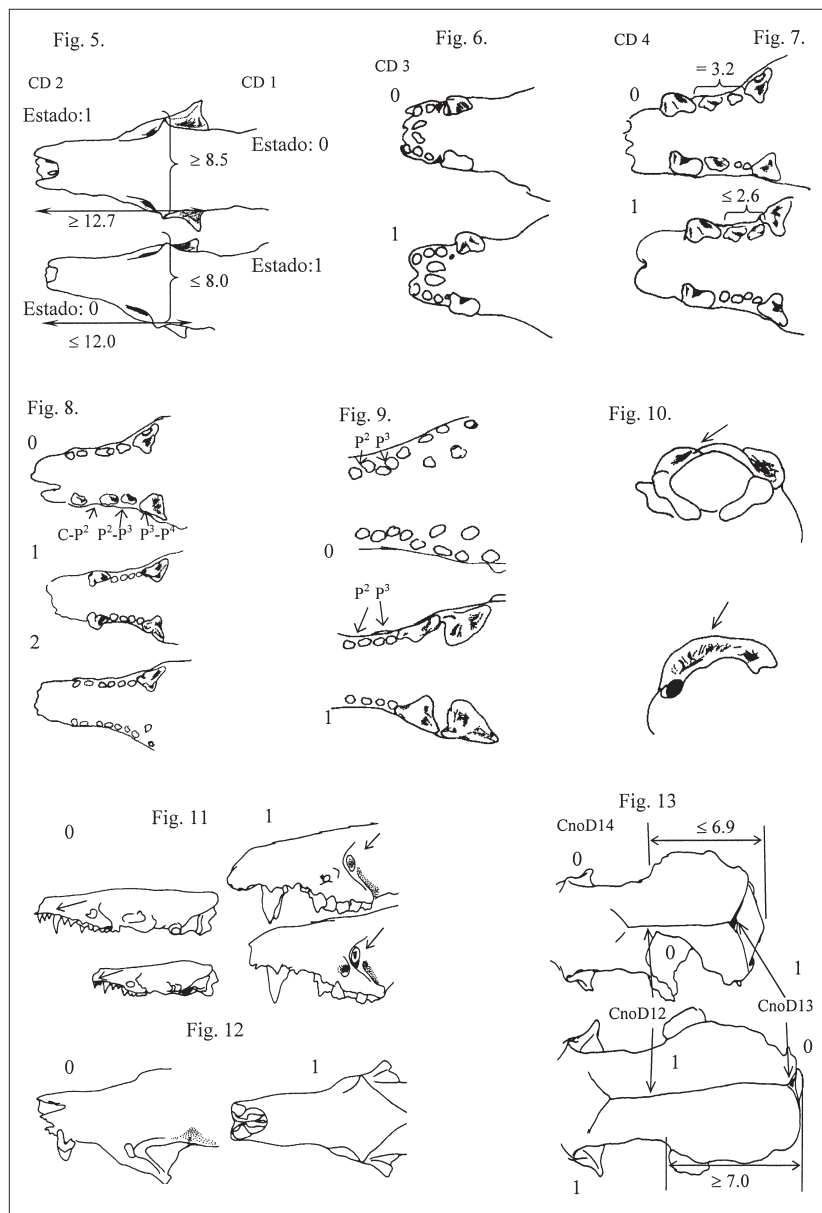 Fig. 5.
CD 2
CD 1
Estado:1
Estado: 0
≥ 8.5
≥ 12.7
≤ 8.0
Estado: 1
Estado: 0
≤ 12.0
Fig. 6.
CD 3
0
1
CD 4
Fig. 7.
= 3.2
0
≤ 2.6
1
Fig. 8.
0
C-P² P²-P³ P³-P⁴
1
2
Fig. 9.
P² P³
0
P² P³
1
Fig. 10.
Fig. 11
0
1
Fig. 12
0
1
Fig. 13
CnoD14
≤ 6.9
0
0
1
CnoD12
CnoD13
1
0
1
≥ 7.0